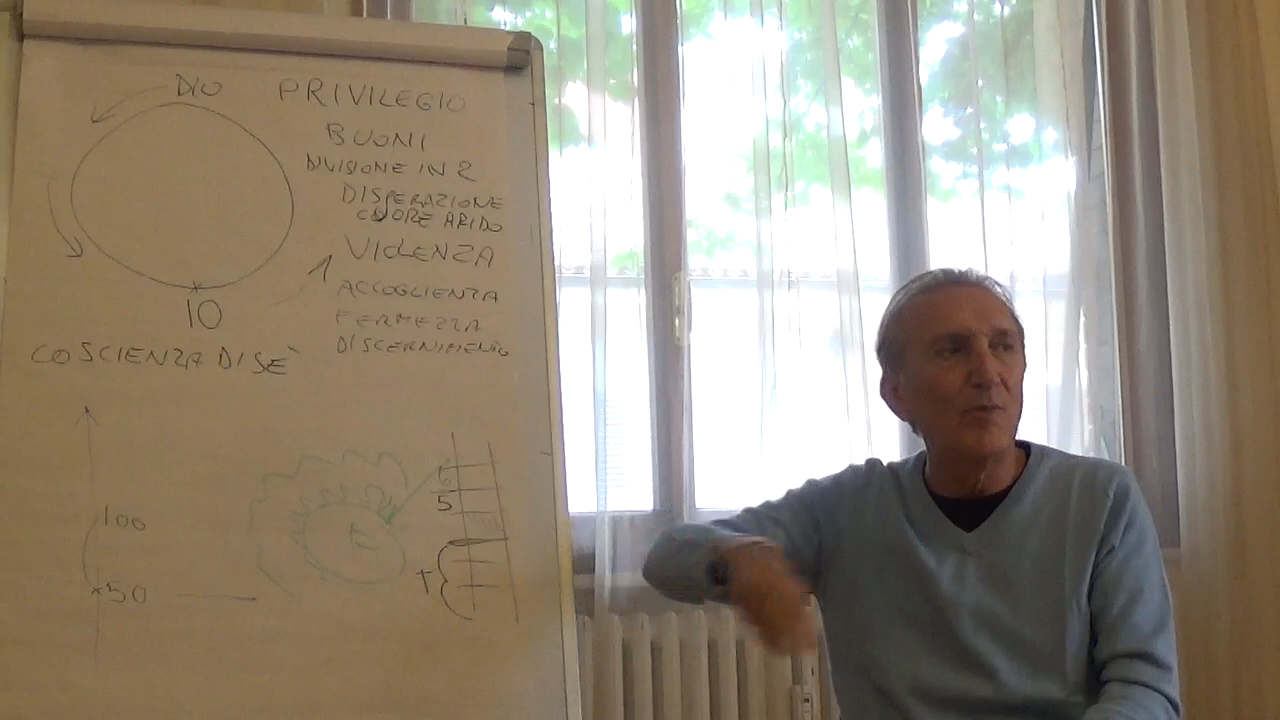 DIO PRIVILEGIO
BUONI
DIVISIONE IN 2
DISPERAZIONE
CUORE ARIDO
VIOLENZA
ACCOGLIENZA
FERMEZZA
DISCERNIMENTO
IO
COSCIENZA DI SÉ
100
50
6
5
T
E